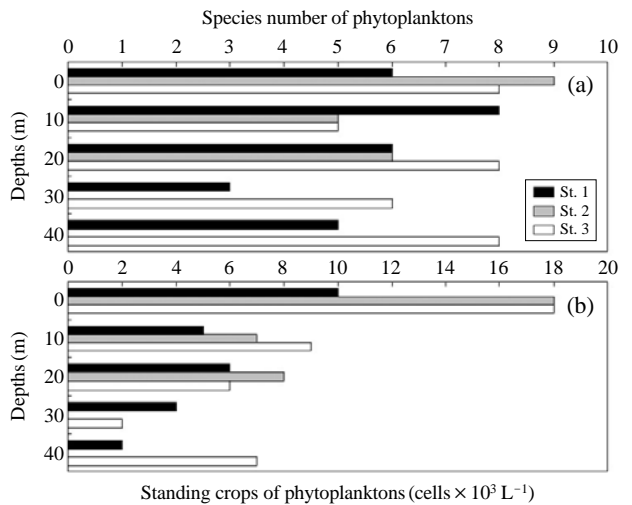 Species number of phytoplanktons
0 1 2 3 4 5 6 7 8 9 10
(a)
Depths (m)
0
10
20
30
40
St. 1
St. 2
St. 3
0 2 4 6 8 10 12 14 16 18 20
(b)
Depths (m)
0
10
20
30
40
Standing crops of phytoplanktons (cells × 10³ L⁻¹)